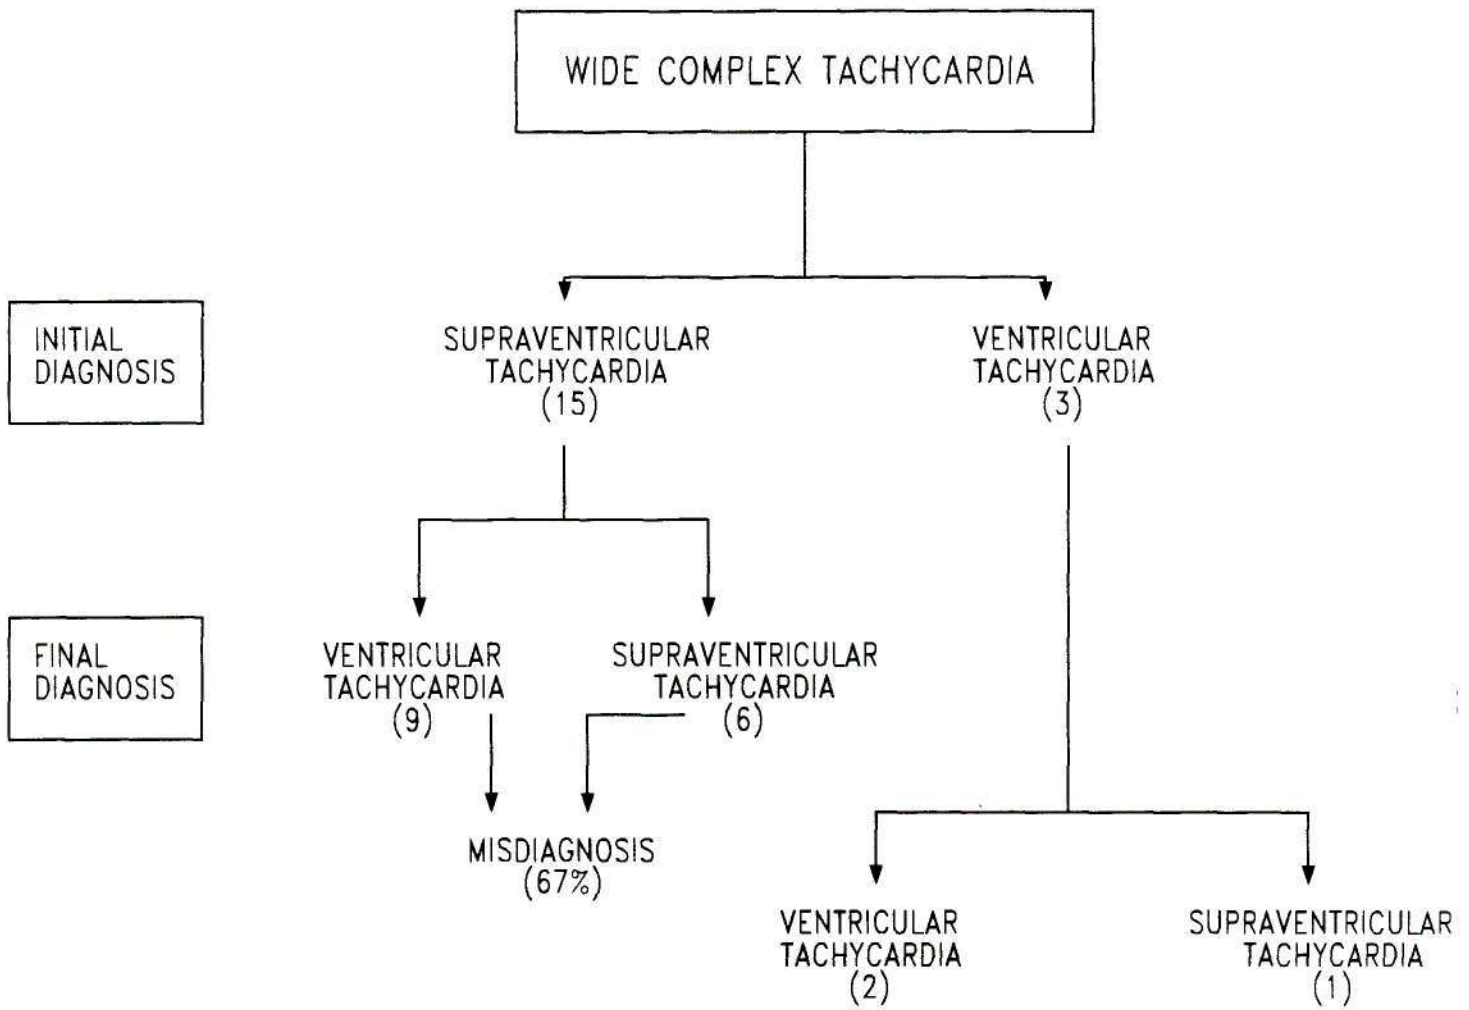 WIDE COMPLEX TACHYCARDIA
INITIAL
DIAGNOSIS
SUPRAVENTRICULAR
TACHYCARDIA
(15)
VENTRICULAR
TACHYCARDIA
(3)
FINAL
DIAGNOSIS
VENTRICULAR
TACHYCARDIA
(9)
SUPRAVENTRICULAR
TACHYCARDIA
(6)
MISDIAGNOSIS
(67%)
VENTRICULAR
TACHYCARDIA
(2)
SUPRAVENTRICULAR
TACHYCARDIA
(1)